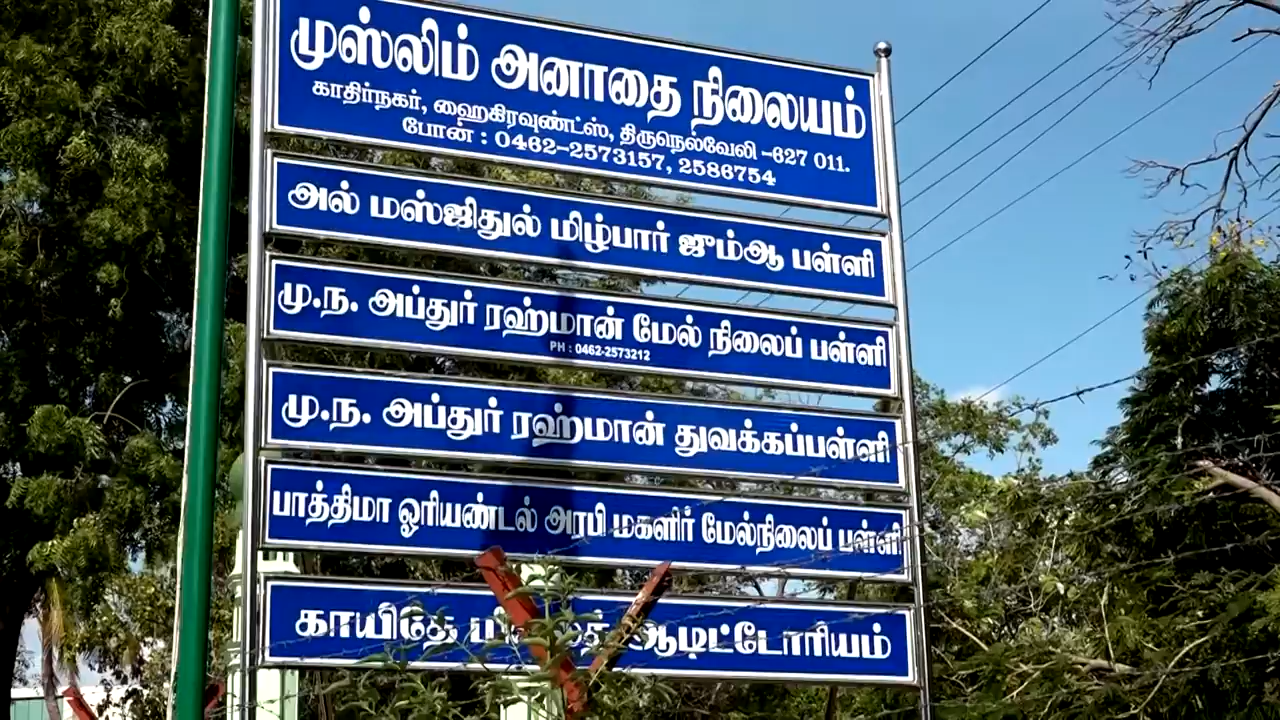 முஸ்லிம் அனாதை நிலையம்
காதிர்நகர், ஹைகிரவுண்ட்ஸ், திருநெல்வேலி -627 011.
போன் : 0462-2573157, 2586754
அல் மஸ்ஜிதுல் மிழ்பார் ஜும்ஆ பள்ளி
மு.ந. அப்துர் ரஹ்மான் மேல் நிலைப் பள்ளி
PH : 0462-2573212
மு.ந. அப்துர் ரஹ்மான் துவக்கப்பள்ளி
பாத்திமா ஓரியண்டல் அரபி மகளிர் மேல்நிலைப் பள்ளி
காயிதே ஆடிட்டோரியம்